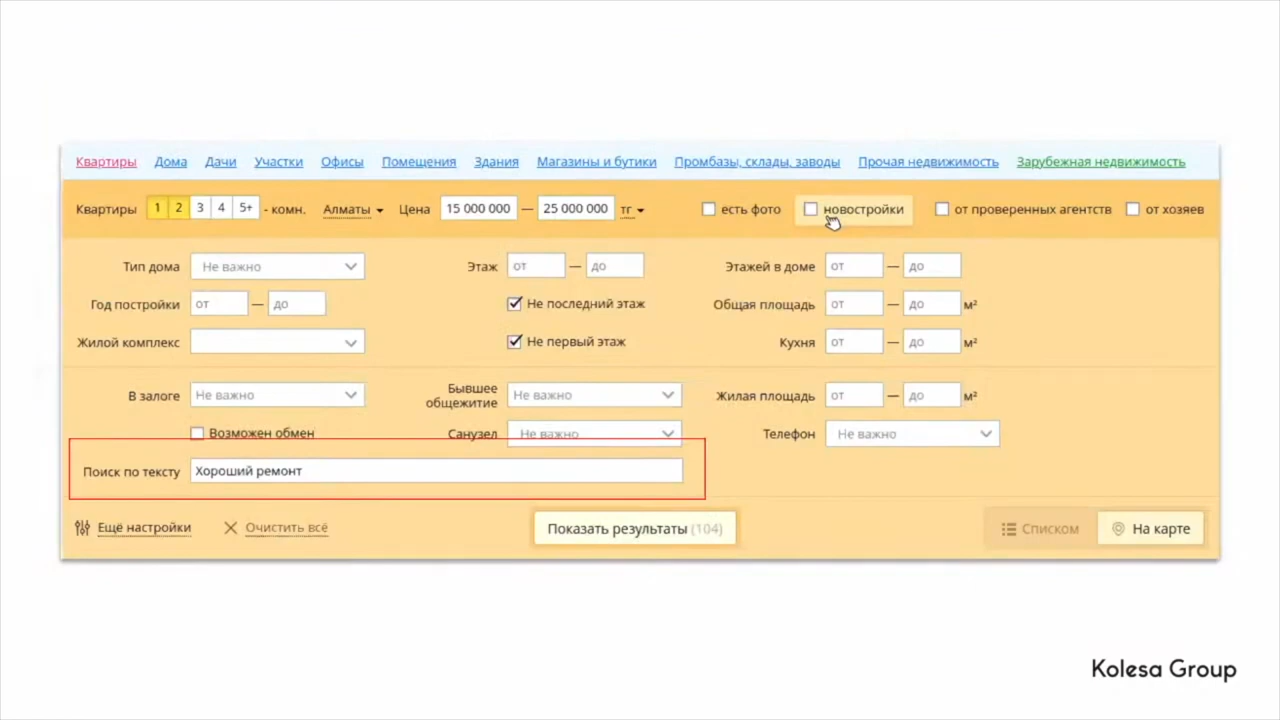 Квартиры Дома Дачи Участки Офисы Помещения Здания Магазины и бутики Промбазы, склады, заводы Прочая недвижимость Зарубежная недвижимость
Квартиры 1 2 3 4 5+ - комн. Алматы Цена 15 000 000 — 25 000 000 тг есть фото новостройки от проверенных агентств от хозяев
Тип дома Не важно Этаж от — до Этажей в доме от — до
Год постройки от — до Не последний этаж Общая площадь от — до м²
Жилой комплекс Не первый этаж Кухня от — до м²
В залоге Не важно Бывшее общежитие Не важно Жилая площадь от — до м²
Возможен обмен Санузел Не важно Телефон Не важно
Поиск по тексту Хороший ремонт
Ещё настройки Очистить всё Показать результаты (104) Списком На карте
Kolesa Group